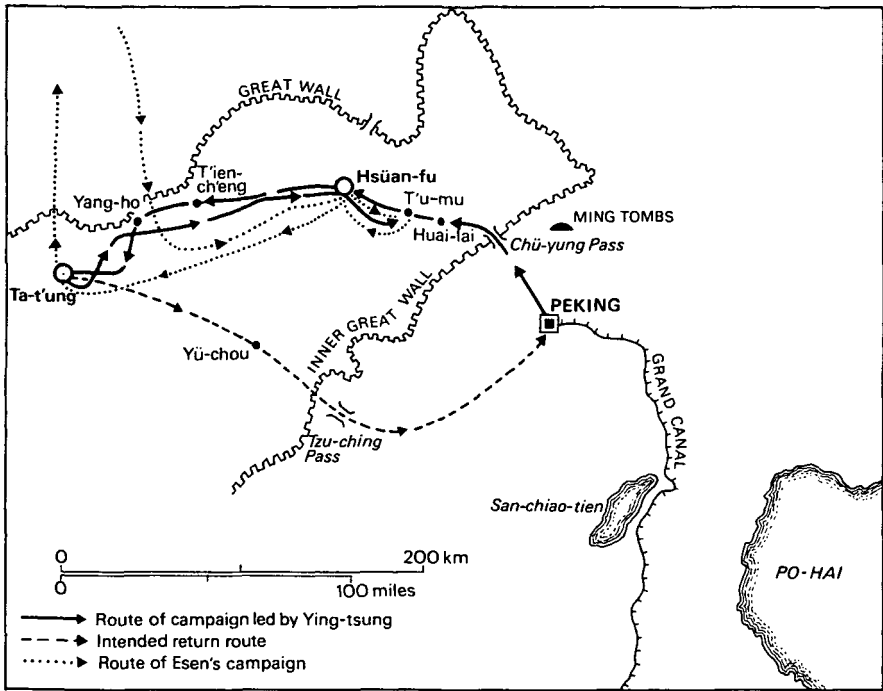 GREAT WALL
T'ien-
ch'eng
Hsüan-fu
Yang-ho
T'u-mu
Huai-lai
MING TOMBS
Chü-yung Pass
Ta-t'ung
INNER GREAT WALL
PEKING
Yü-chou
GRAND CANAL
Tzu-ching
Pass
San-chiao-tien
PO-HAI
0 200 km
0 100 miles
Route of campaign led by Ying-tsung
Intended return route
Route of Esen's campaign